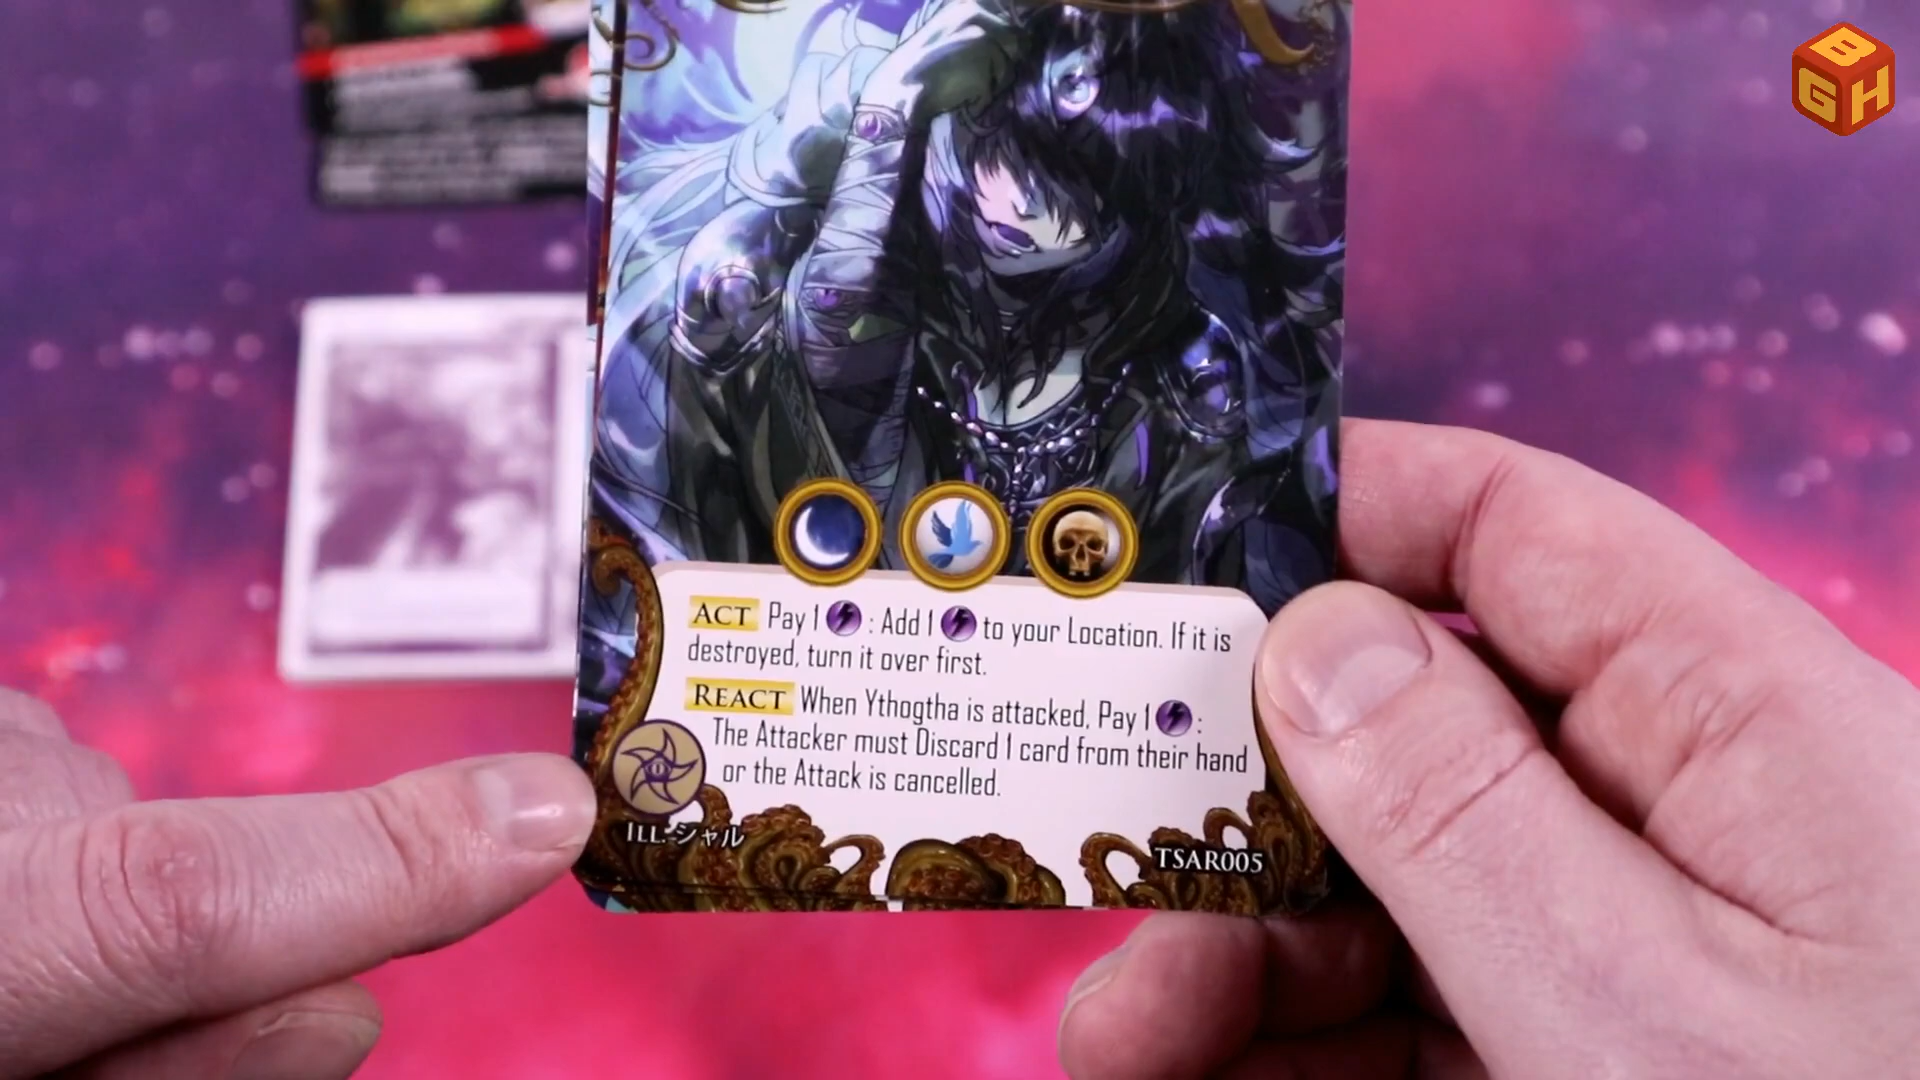 B
G H
ACT Pay 1 : Add 1 to your Location. If it is
destroyed, turn it over first.
REACT When Ythogtha is attacked, Pay 1 :
The Attacker must Discard 1 card from their hand
or the Attack is cancelled.
ILL. シャル
TSAR005